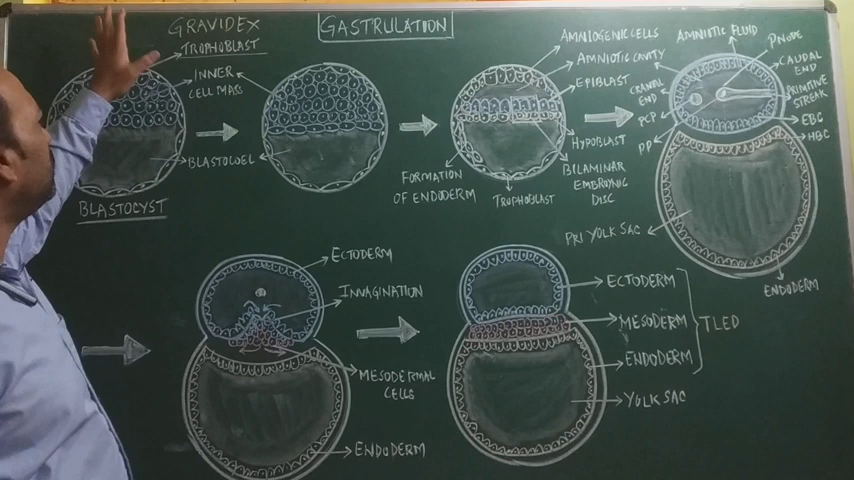 GRAVIDEX
GASTRULATION
TROPHOBLAST
INNER
CELL MASS
BLASTOCOEL
BLASTOCYST
AMNIOGENIC CELLS
AMNIOTIC CAVITY
EPIBLAST
HYPOBLAST
BILAMINAR
EMBRYONIC
DISC
TROPHOBLAST
FORMATION
OF ENDODERM
AMNIOTIC FLUID
PNODE
CAUDAL
END
PRIMITIVE
STREAK
EBC
HBC
CRANIAL
END
PCP
PP
PRI YOLK SAC
ENDODERM
ECTODERM
INVAGINATION
MESODERMAL
CELLS
ENDODERM
ECTODERM
MESODERM
TLED
ENDODERM
YOLK SAC